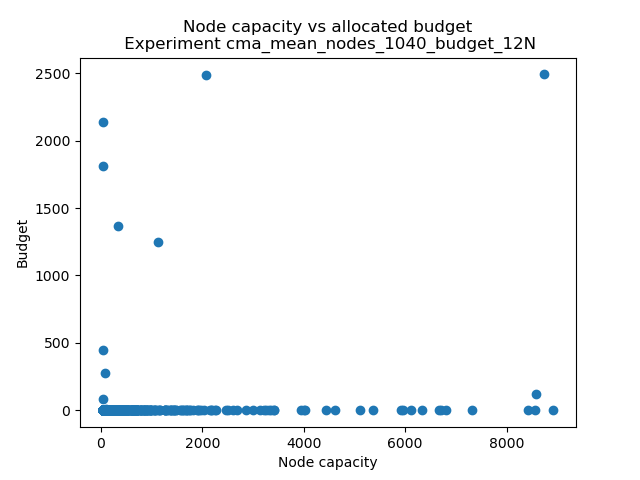 Node capacity vs allocated budget
Experiment cma_mean_nodes_1040_budget_12N
2500
2000
1500
1000
500
0
Budget
0 2000 4000 6000 8000
Node capacity